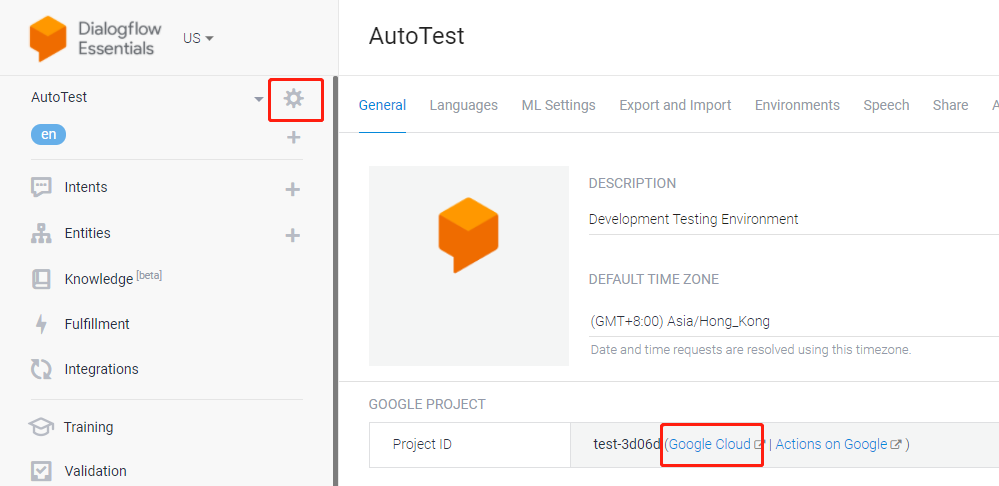 Dialogflow
Essentials
US
AutoTest
en
Intents
Entities
Knowledge [beta]
Fulfillment
Integrations
Training
Validation
AutoTest
General Languages ML Settings Export and Import Environments Speech Share A
DESCRIPTION
Development Testing Environment
DEFAULT TIME ZONE
(GMT+8:00) Asia/Hong_Kong
Date and time requests are resolved using this timezone.
GOOGLE PROJECT
Project ID test-3d06d (Google Cloud | Actions on Google )